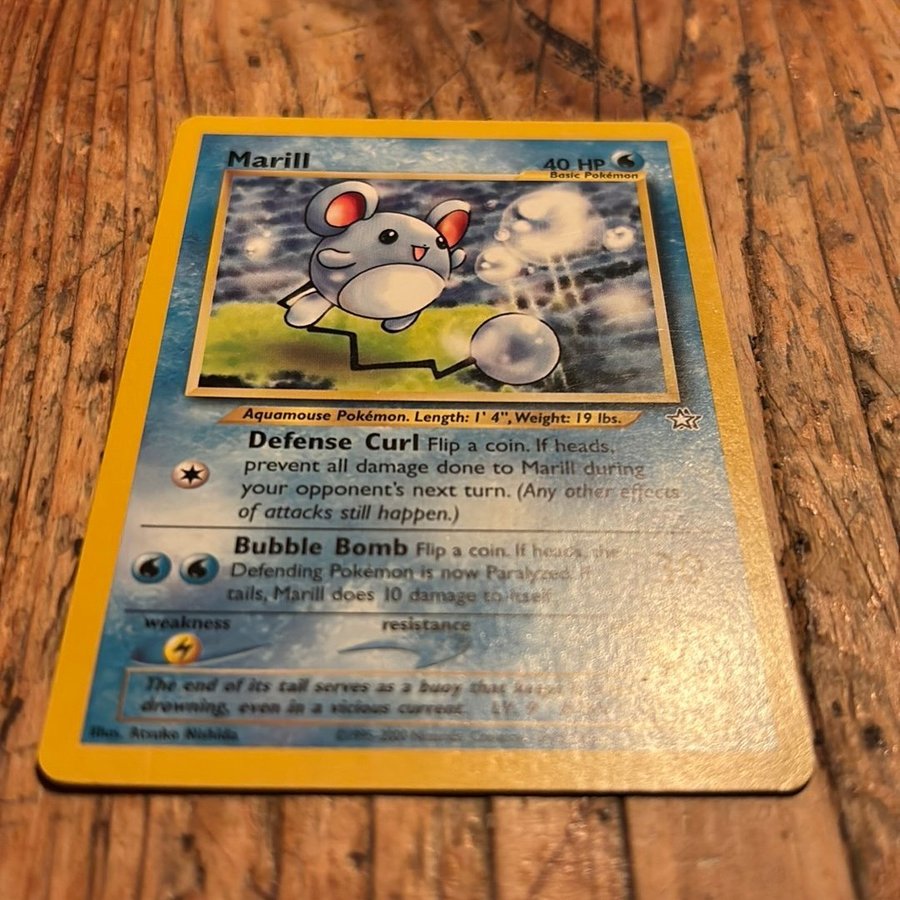 Marill
40 HP
Basic Pokémon
Aquamouse Pokémon. Length: 1' 4", Weight: 19 lbs.
Defense Curl Flip a coin. If heads,
prevent all damage done to Marill during
your opponent's next turn. (Any other effects
of attacks still happen.)
Bubble Bomb Flip a coin. If heads, the
Defending Pokémon is now Paralyzed. If
tails, Marill does 10 damage to itself.
weakness
resistance
The end of its tail serves as a buoy that
drowning, even in a vicious current. LV. 9
Illus. Atsuko Nishida